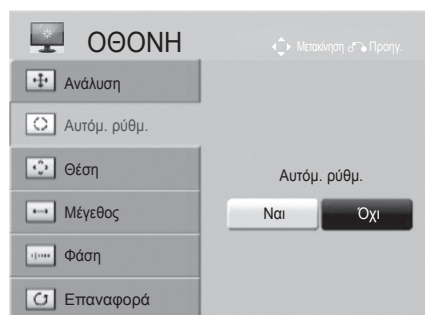 ΟΘΟΝΗ
Μετακίνηση Προηγ.
Ανάλυση
Αυτόμ. ρύθμ.
Θέση
Μέγεθος
Φάση
Επαναφορά
Αυτόμ. ρύθμ.
Ναι Όχι